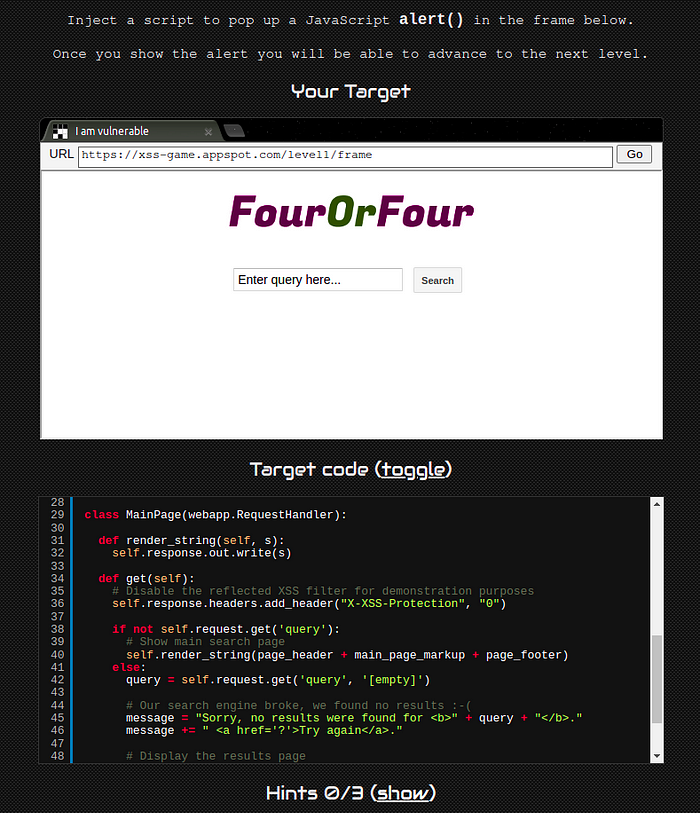 Inject a script to pop up a JavaScript alert() in the frame below.
Once you show the alert you will be able to advance to the next level.
Your Target
I am vulnerable
URL https://xss-game.appspot.com/level1/frame Go
FourOrFour
Enter query here... Search
Target code (toggle)
28
29 class MainPage(webapp.RequestHandler):
30
31   def render_string(self, s):
32     self.response.out.write(s)
33
34   def get(self):
35     # Disable the reflected XSS filter for demonstration purposes
36     self.response.headers.add_header("X-XSS-Protection", "0")
37
38     if not self.request.get('query'):
39       # Show main search page
40       self.render_string(page_header + main_page_markup + page_footer)
41     else:
42       query = self.request.get('query', '[empty]')
43
44       # Our search engine broke, we found no results :-(
45       message = "Sorry, no results were found for <b>" + query + "</b>."
46       message += " <a href='?'>Try again</a>."
47
48       # Display the results page
Hints 0/3 (show)